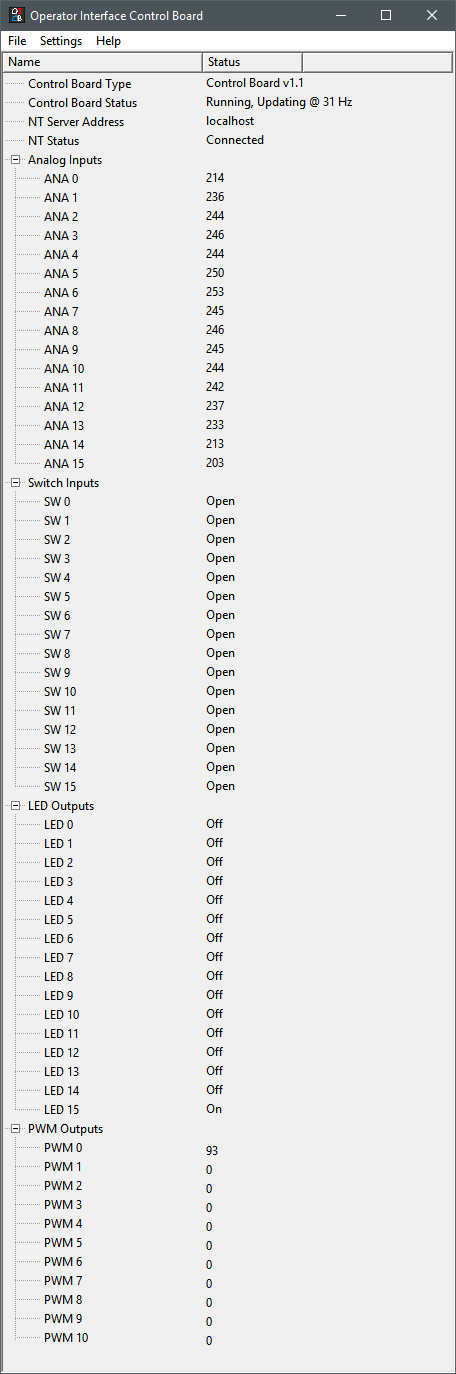 Operator Interface Control Board
File Settings Help
Name Status
Control Board Type Control Board v1.1
Control Board Status Running, Updating @ 31 Hz
NT Server Address localhost
NT Status Connected
Analog Inputs
ANA 0 214
ANA 1 236
ANA 2 244
ANA 3 246
ANA 4 244
ANA 5 250
ANA 6 253
ANA 7 245
ANA 8 246
ANA 9 245
ANA 10 244
ANA 11 242
ANA 12 237
ANA 13 233
ANA 14 213
ANA 15 203
Switch Inputs
SW 0 Open
SW 1 Open
SW 2 Open
SW 3 Open
SW 4 Open
SW 5 Open
SW 6 Open
SW 7 Open
SW 8 Open
SW 9 Open
SW 10 Open
SW 11 Open
SW 12 Open
SW 13 Open
SW 14 Open
SW 15 Open
LED Outputs
LED 0 Off
LED 1 Off
LED 2 Off
LED 3 Off
LED 4 Off
LED 5 Off
LED 6 Off
LED 7 Off
LED 8 Off
LED 9 Off
LED 10 Off
LED 11 Off
LED 12 Off
LED 13 Off
LED 14 Off
LED 15 On
PWM Outputs
PWM 0 93
PWM 1 0
PWM 2 0
PWM 3 0
PWM 4 0
PWM 5 0
PWM 6 0
PWM 7 0
PWM 8 0
PWM 9 0
PWM 10 0